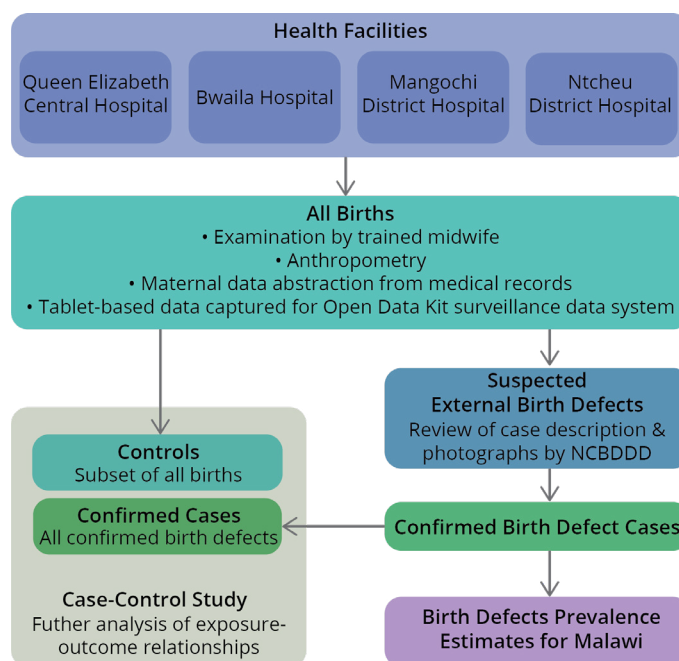 Health Facilities
Queen Elizabeth
Central Hospital
Bwaila Hospital
Mangochi
District Hospital
Ntcheu
District Hospital
All Births
• Examination by trained midwife
• Anthropometry
• Maternal data abstraction from medical records
• Tablet-based data captured for Open Data Kit surveillance data system
Suspected
External Birth Defects
Review of case description &
photographs by NCBDDD
Controls
Subset of all births
Confirmed Cases
All confirmed birth defects
Confirmed Birth Defect Cases
Case-Control Study
Futher analysis of exposure-
outcome relationships
Birth Defects Prevalence
Estimates for Malawi